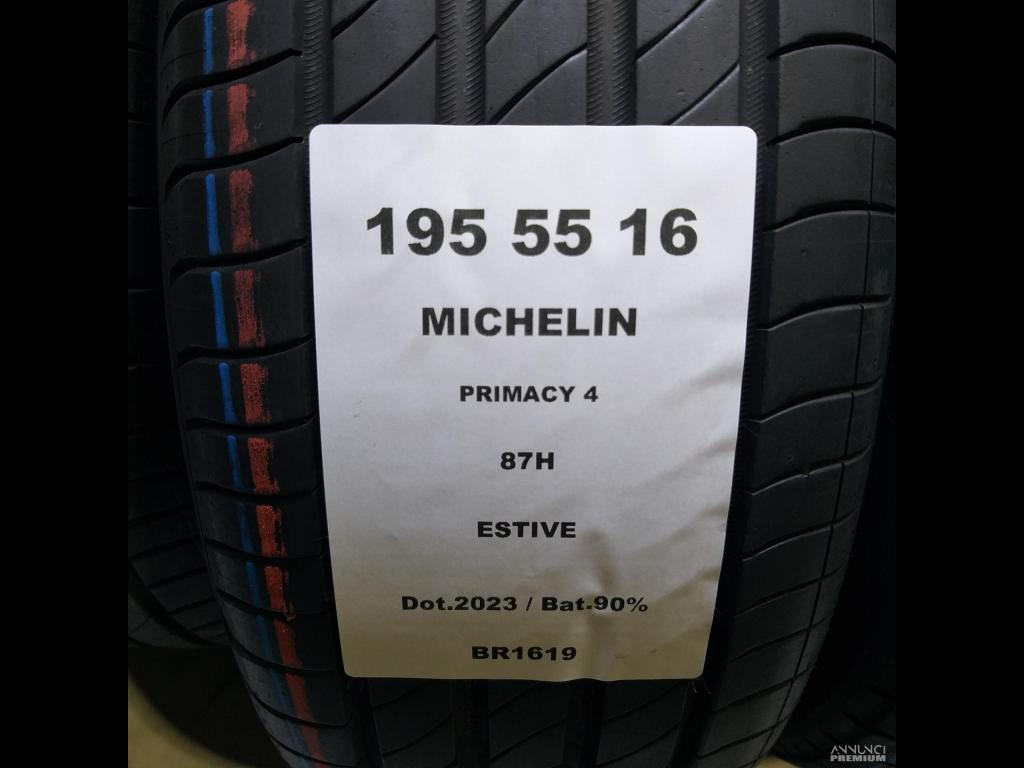 195 55 16
MICHELIN
PRIMACY 4
87H
ESTIVE
Dot.2023 / Bat.90%
BR1619
ANNUNCI
PREMIUM